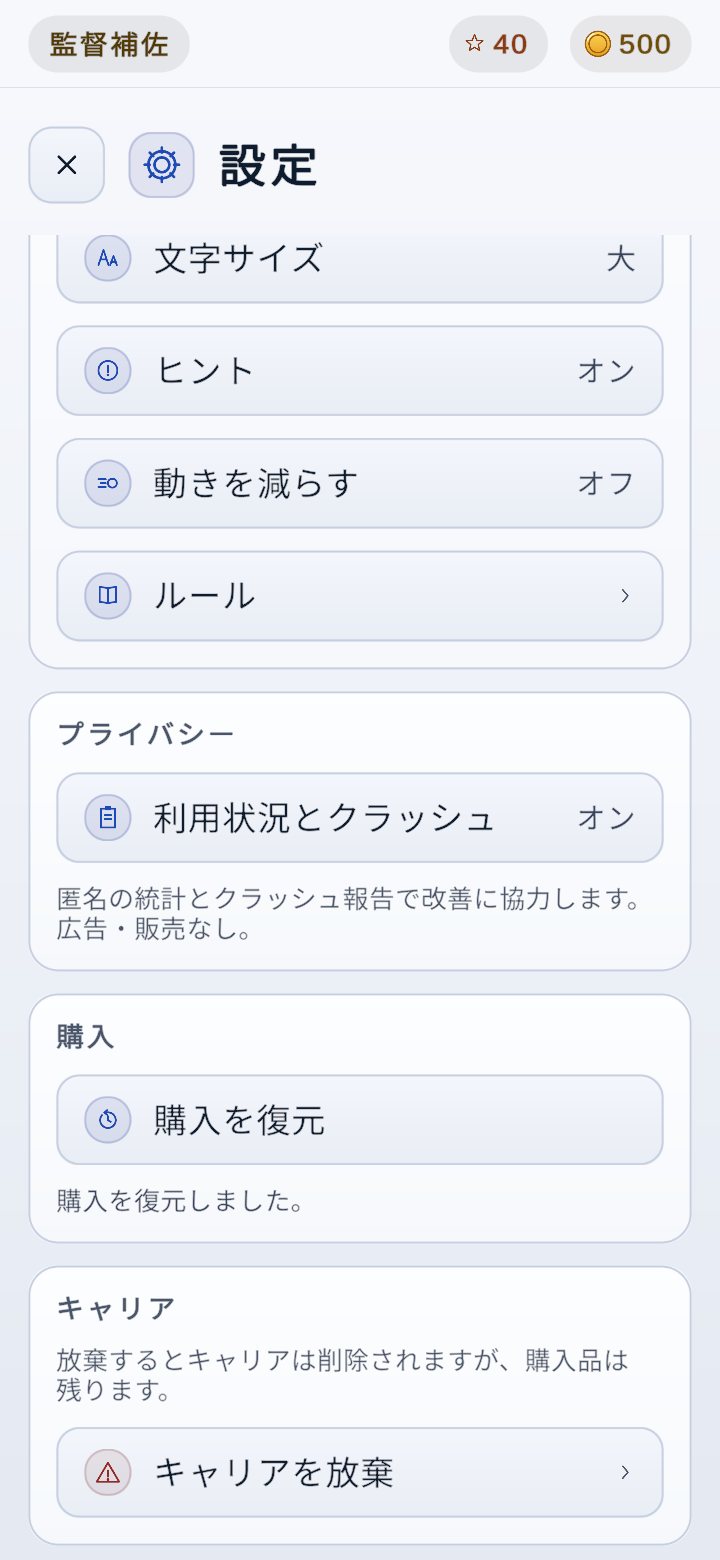 監督補佐
40
500
設定
文字サイズ
大
ヒント
オン
動きを減らす
オフ
ルール
プライバシー
利用状況とクラッシュ
オン
匿名の統計とクラッシュ報告で改善に協力します。
広告・販売なし。
購入
購入を復元
購入を復元しました。
キャリア
放棄するとキャリアは削除されますが、購入品は
残ります。
キャリアを放棄